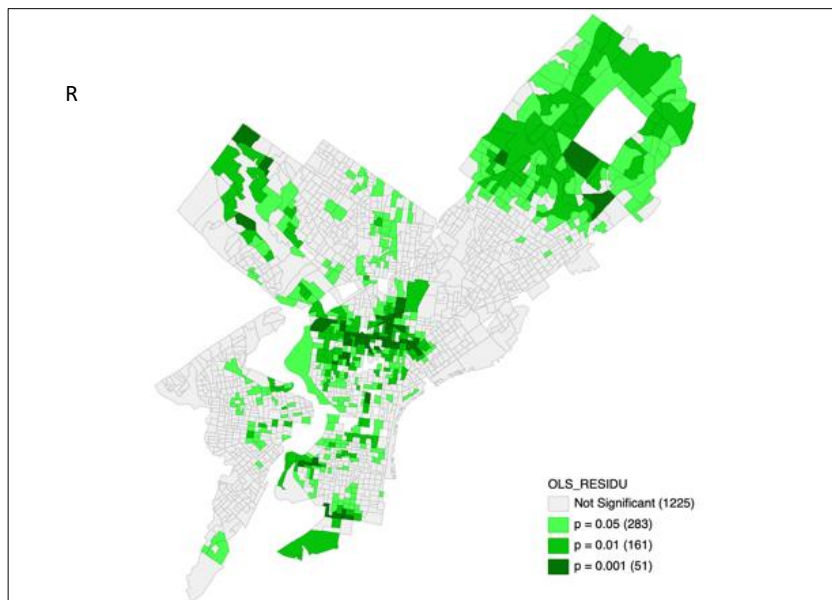 R
OLS_RESIDU
Not Significant (1225)
p = 0.05 (283)
p = 0.01 (161)
p = 0.001 (51)